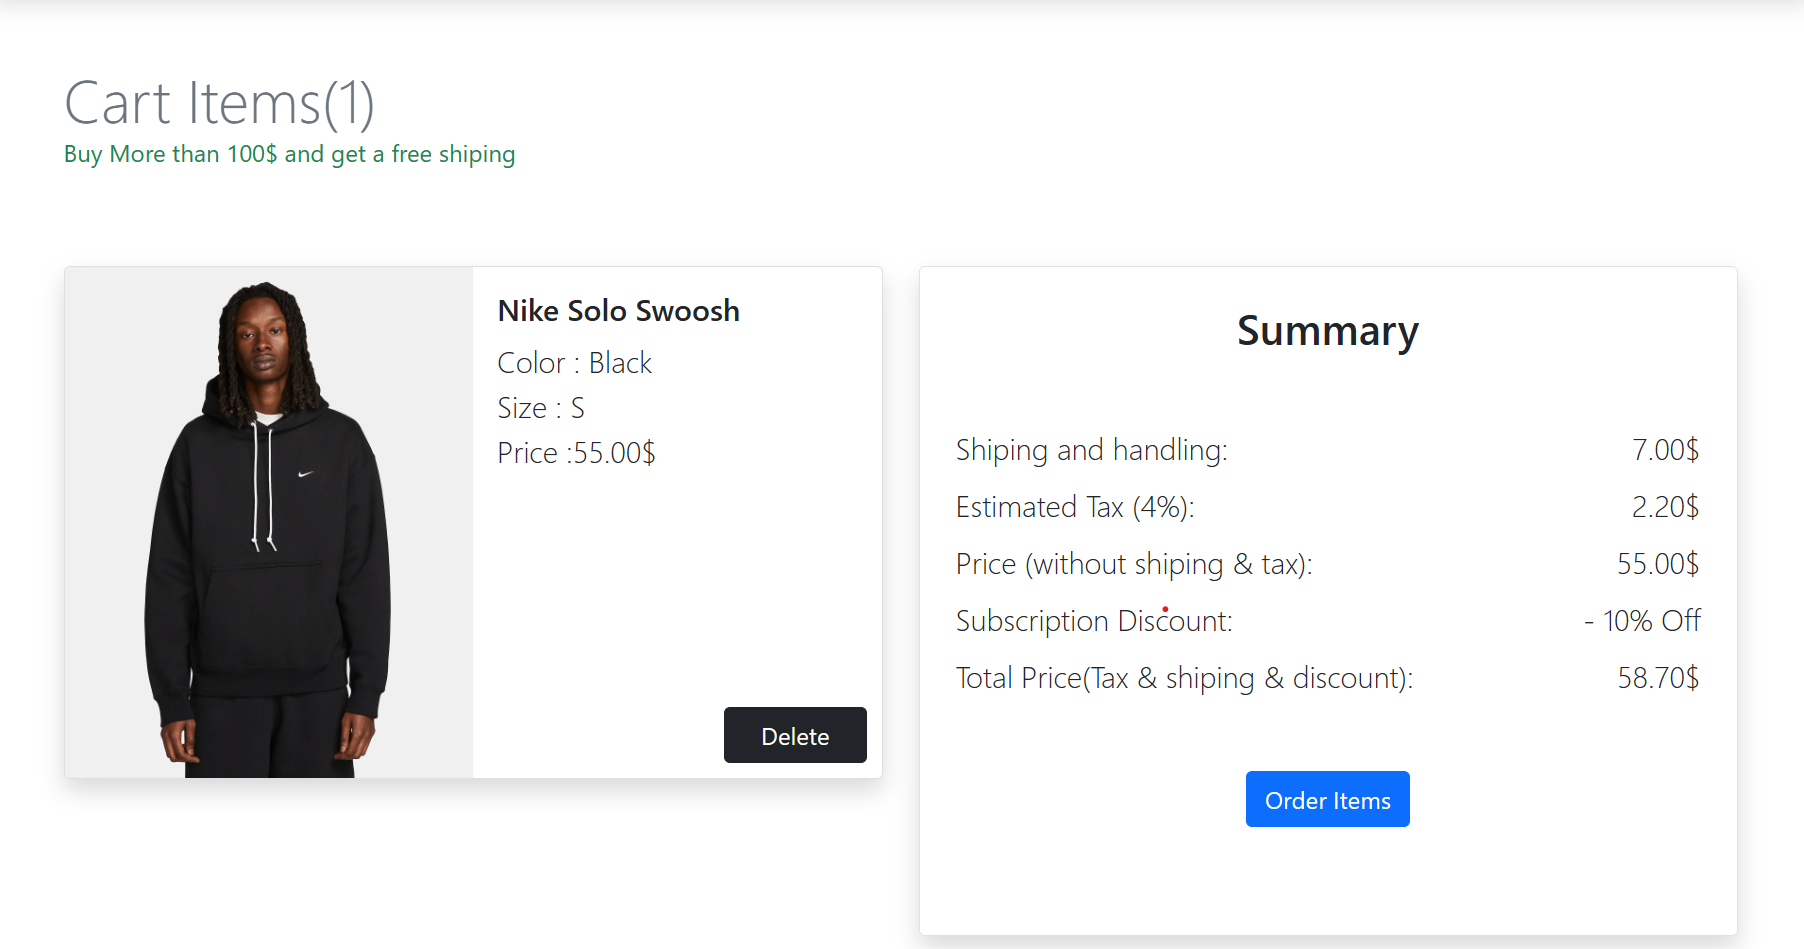 Cart Items(1)
Buy More than 100$ and get a free shiping
Nike Solo Swoosh
Color : Black
Size : S
Price :55.00$
Delete
Summary
Shiping and handling: 7.00$
Estimated Tax (4%): 2.20$
Price (without shiping & tax): 55.00$
Subscription Discount: - 10% Off
Total Price(Tax & shiping & discount): 58.70$
Order Items